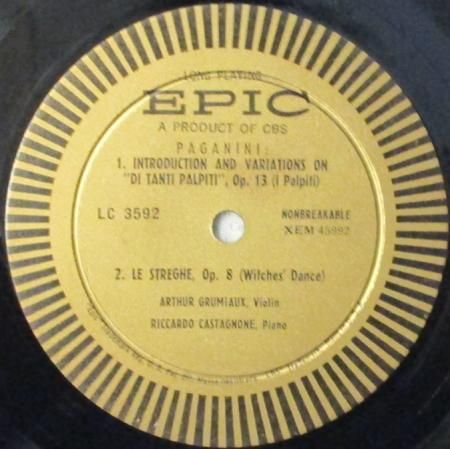 LONG PLAYING
EPIC
A PRODUCT OF CBS
PAGANINI:
1. INTRODUCTION AND VARIATIONS ON
"DI TANTI PALPITI", Op. 13 (I Palpiti)
LC 3592
NONBREAKABLE
XEM 45992
2. LE STREGHE, Op. 8 (Witches' Dance)
ARTHUR GRUMIAUX, Violin
RICCARDO CASTAGNONE, Piano